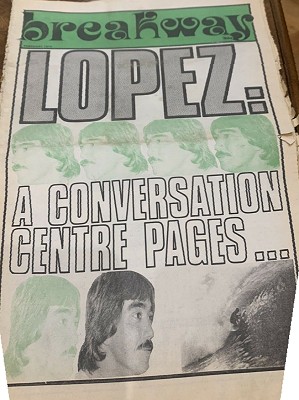 breakway
LOPEZ:
A CONVERSATION
CENTRE PAGES...